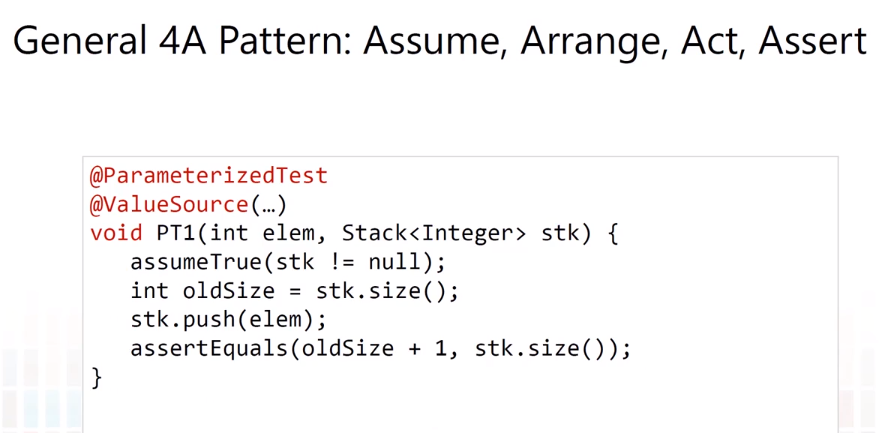 General 4A Pattern: Assume, Arrange, Act, Assert
@ParameterizedTest
@ValueSource(…)
void PT1(int elem, Stack<Integer> stk) {
assumeTrue(stk != null);
int oldSize = stk.size();
stk.push(elem);
assertEquals(oldSize + 1, stk.size());
}